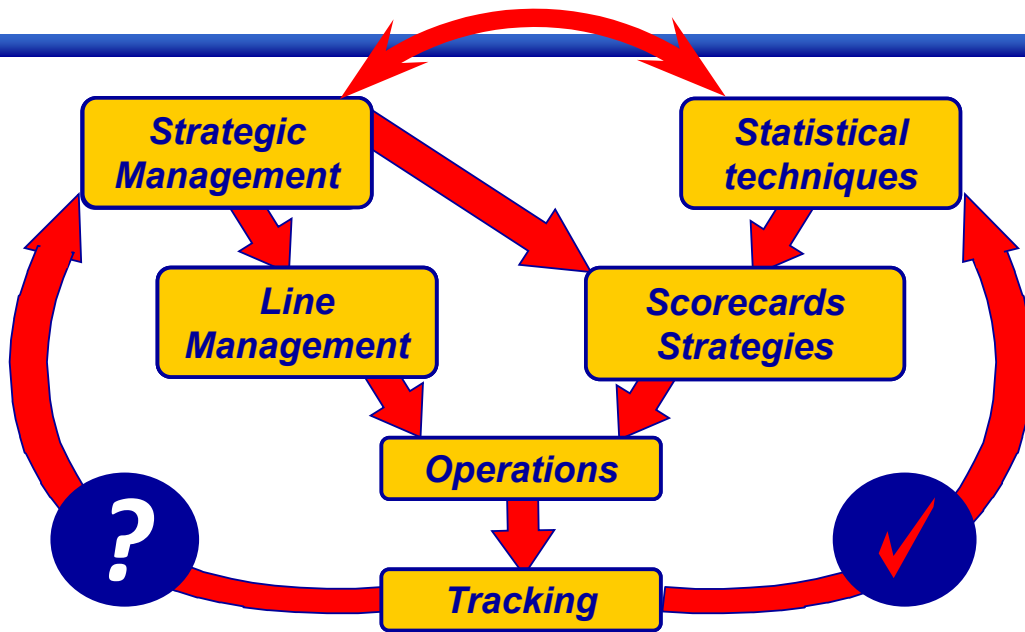 Strategic
Management
Statistical
techniques
Line
Management
Scorecards
Strategies
Operations
?
Tracking